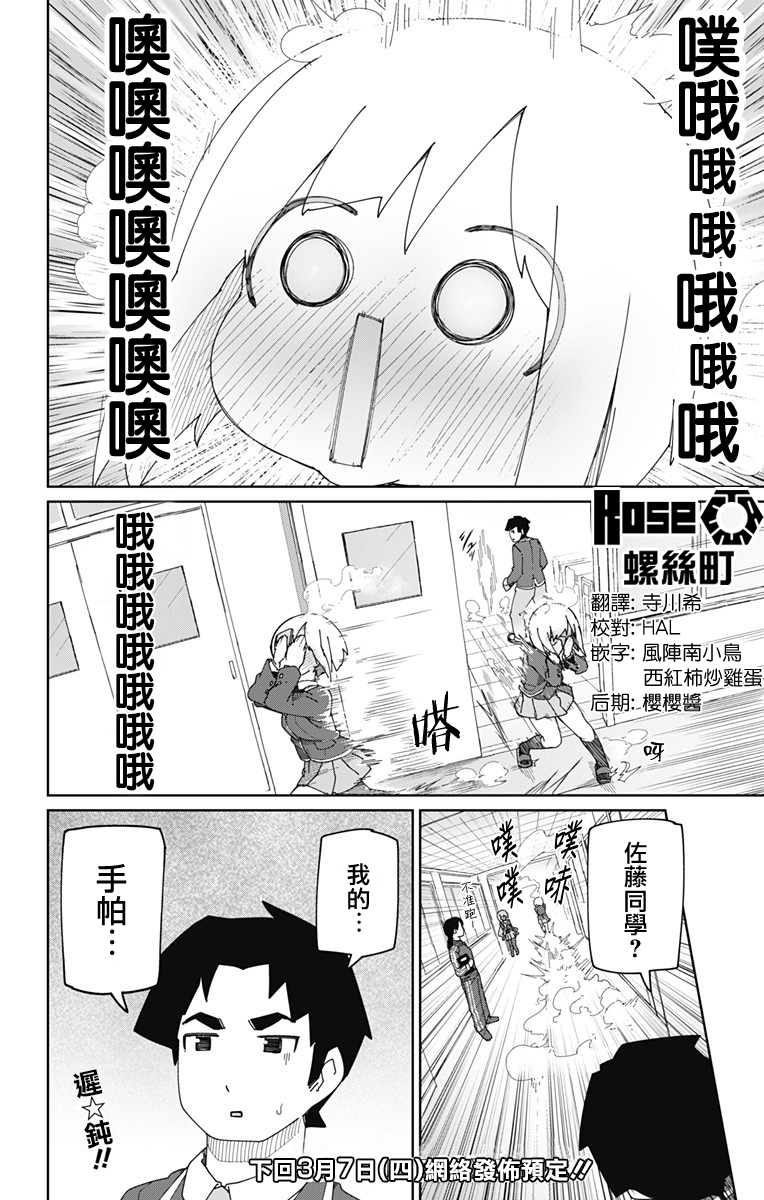 噗哦哦哦哦哦哦
噢噢噢噢噢噢噢
Rose
螺絲町
翻譯: 寺川希
校對: HAL
嵌字: 風陣南小鳥
西紅柿炒雞蛋
后期: 櫻櫻醬
呀
嗒
哦哦哦哦哦哦哦
佐藤同學?
噗哧
噗噗
不准跑
我的…
手帕…
遲☆鈍!!
下回3月7日(四)網絡發佈預定!!